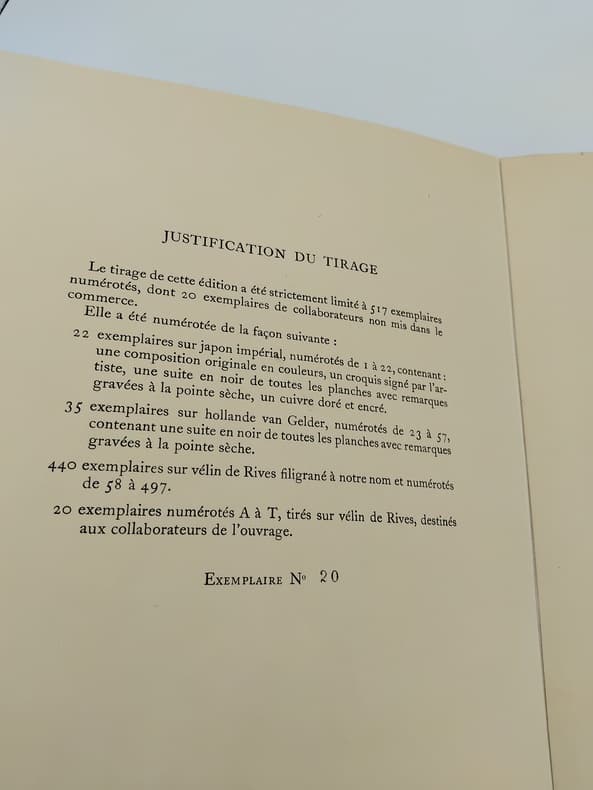 JUSTIFICATION DU TIRAGE
Le tirage de cette édition a été strictement limité à 517 exemplaires
numérotés, dont 20 exemplaires de collaborateurs non mis dans le
commerce.
Elle a été numérotée de la façon suivante :
22 exemplaires sur japon impérial, numérotés de 1 à 22, contenant :
une composition originale en couleurs, un croquis signé par l'ar-
tiste, une suite en noir de toutes les planches avec remarques
gravées à la pointe sèche, un cuivre doré et encré.
35 exemplaires sur hollande van Gelder, numérotés de 23 à 57,
contenant une suite en noir de toutes les planches avec remarques
gravées à la pointe sèche.
440 exemplaires sur vélin de Rives filigrané à notre nom et numérotés
de 58 à 497.
20 exemplaires numérotés A à T, tirés sur vélin de Rives, destinés
aux collaborateurs de l'ouvrage.
EXEMPLAIRE Nº 20